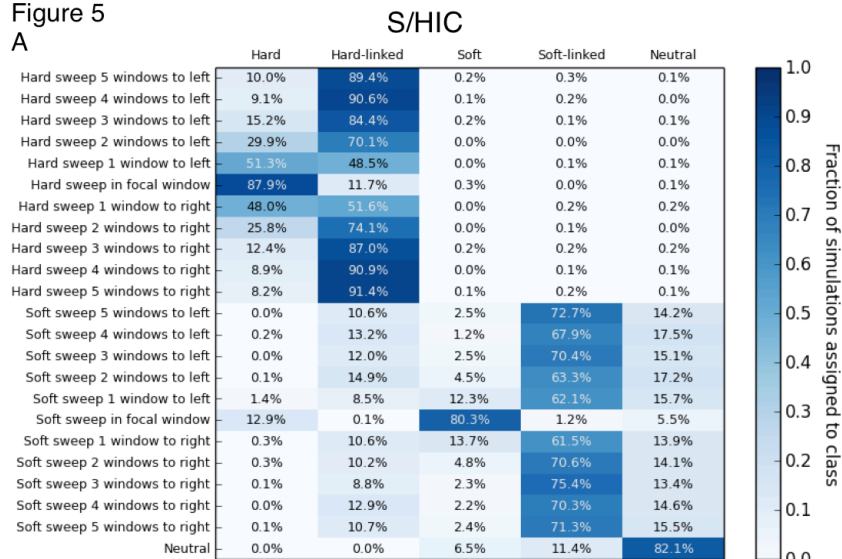 Figure 5
S/HIC
A
Hard Hard-linked Soft Soft-linked Neutral
Hard sweep 5 windows to left 10.0% 89.4% 0.2% 0.3% 0.1%
Hard sweep 4 windows to left 9.1% 90.6% 0.1% 0.2% 0.0%
Hard sweep 3 windows to left 15.2% 84.4% 0.2% 0.1% 0.1%
Hard sweep 2 windows to left 29.9% 70.1% 0.0% 0.0% 0.0%
Hard sweep 1 window to left 51.3% 48.5% 0.0% 0.1% 0.1%
Hard sweep in focal window 87.9% 11.7% 0.3% 0.0% 0.1%
Hard sweep 1 window to right 48.0% 51.6% 0.0% 0.2% 0.2%
Hard sweep 2 windows to right 25.8% 74.1% 0.0% 0.1% 0.0%
Hard sweep 3 windows to right 12.4% 87.0% 0.2% 0.2% 0.2%
Hard sweep 4 windows to right 8.9% 90.9% 0.0% 0.1% 0.1%
Hard sweep 5 windows to right 8.2% 91.4% 0.1% 0.2% 0.1%
Soft sweep 5 windows to left 0.0% 10.6% 2.5% 72.7% 14.2%
Soft sweep 4 windows to left 0.2% 13.2% 1.2% 67.9% 17.5%
Soft sweep 3 windows to left 0.0% 12.0% 2.5% 70.4% 15.1%
Soft sweep 2 windows to left 0.1% 14.9% 4.5% 63.3% 17.2%
Soft sweep 1 window to left 1.4% 8.5% 12.3% 62.1% 15.7%
Soft sweep in focal window 12.9% 0.1% 80.3% 1.2% 5.5%
Soft sweep 1 window to right 0.3% 10.6% 13.7% 61.5% 13.9%
Soft sweep 2 windows to right 0.3% 10.2% 4.8% 70.6% 14.1%
Soft sweep 3 windows to right 0.1% 8.8% 2.3% 75.4% 13.4%
Soft sweep 4 windows to right 0.0% 12.9% 2.2% 70.3% 14.6%
Soft sweep 5 windows to right 0.1% 10.7% 2.4% 71.3% 15.5%
Neutral 0.0% 0.0% 6.5% 11.4% 82.1%
1.0
0.9
0.8
0.7
0.6
0.5
0.4
0.3
0.2
0.1
0.0
Fraction of simulations assigned to class